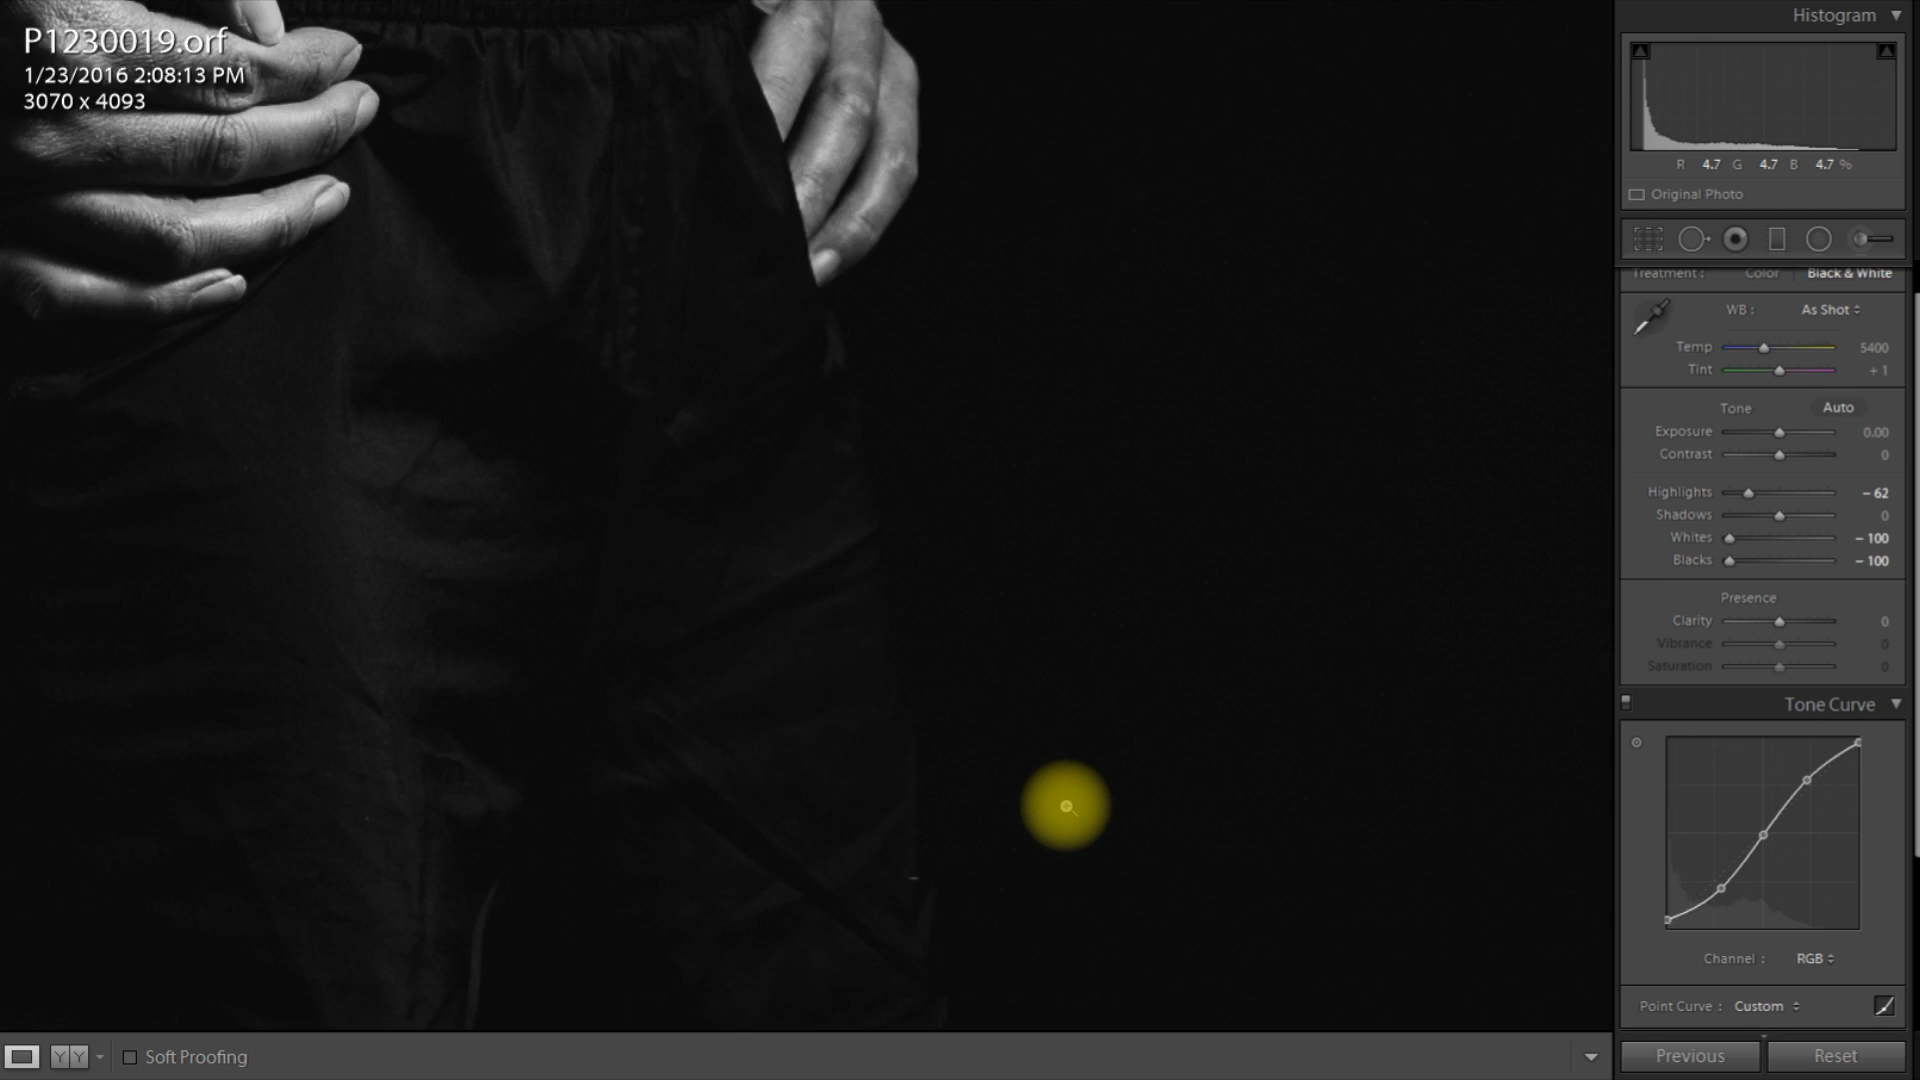 P1230019.orf
1/23/2016 2:08:13 PM
3070 x 4093
Histogram
R 4.7 G 4.7 B 4.7 %
Original Photo
Treatment : Color Black & White
WB : As Shot
Temp 5400
Tint + 1
Tone Auto
Exposure 0.00
Contrast 0
Highlights - 62
Shadows 0
Whites - 100
Blacks - 100
Presence
Clarity 0
Vibrance 0
Saturation 0
Tone Curve
Channel : RGB
Point Curve : Custom
Y Y Soft Proofing
Previous Reset